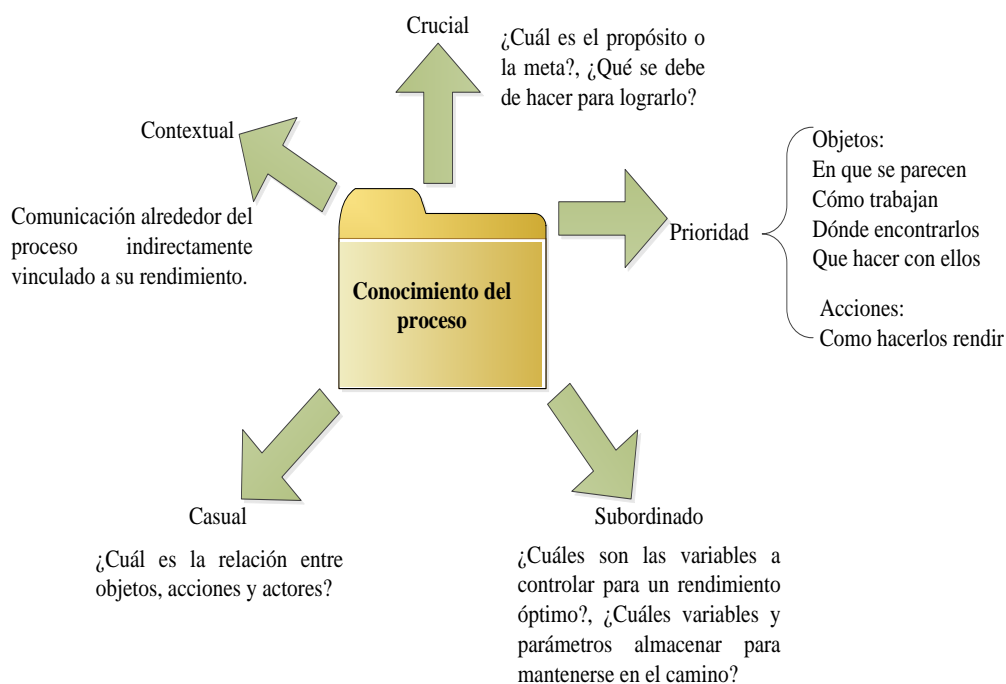 Crucial
¿Cuál es el propósito o
la meta?, ¿Qué se debe
de hacer para lograrlo?
Contextual
Comunicación alrededor del
proceso indirectamente
vinculado a su rendimiento.
Conocimiento del
proceso
Prioridad
Objetos:
En que se parecen
Cómo trabajan
Dónde encontrarlos
Que hacer con ellos
Acciones:
Como hacerlos rendir
Casual
¿Cuál es la relación entre
objetos, acciones y actores?
Subordinado
¿Cuáles son las variables a
controlar para un rendimiento
óptimo?, ¿Cuáles variables y
parámetros almacenar para
mantenerse en el camino?